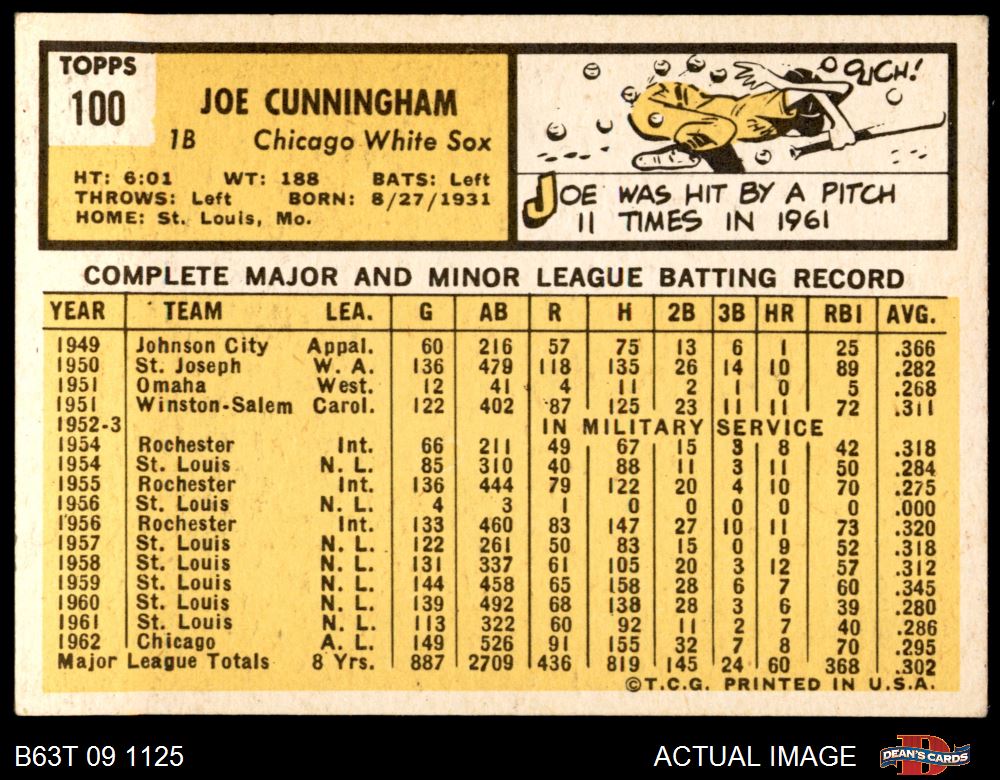 TOPPS
100
JOE CUNNINGHAM
1B Chicago White Sox
HT: 6:01 WT: 188 BATS: Left
THROWS: Left BORN: 8/27/1931
HOME: St. Louis, Mo.
OUCH!
JOE WAS HIT BY A PITCH
11 TIMES IN 1961
COMPLETE MAJOR AND MINOR LEAGUE BATTING RECORD
YEAR TEAM LEA. G AB R H 2B 3B HR RBI AVG.
1949 Johnson City Appal. 60 216 57 75 13 6 1 25 .366
1950 St. Joseph W. A. 136 479 118 135 26 14 10 89 .282
1951 Omaha West. 12 41 4 11 2 1 0 5 .268
1951 Winston-Salem Carol. 122 402 87 125 23 11 11 72 .311
1952-3 IN MILITARY SERVICE
1954 Rochester Int. 66 211 49 67 15 3 8 42 .318
1954 St. Louis N. L. 85 310 40 88 11 3 11 50 .284
1955 Rochester Int. 136 444 79 122 20 4 10 70 .275
1956 St. Louis N. L. 4 3 1 0 0 0 0 0 .000
1956 Rochester Int. 133 460 83 147 27 10 11 73 .320
1957 St. Louis N. L. 122 261 50 83 15 0 9 52 .318
1958 St. Louis N. L. 131 337 61 105 20 3 12 57 .312
1959 St. Louis N. L. 144 458 65 158 28 6 7 60 .345
1960 St. Louis N. L. 139 492 68 138 28 3 6 39 .280
1961 St. Louis N. L. 113 322 60 92 11 2 7 40 .286
1962 Chicago A. L. 149 526 91 155 32 7 8 70 .295
Major League Totals 8 Yrs. 887 2709 436 819 145 24 60 368 .302
©T.C.G. PRINTED IN U.S.A.
B63T 09 1125
ACTUAL IMAGE
DEAN'S CARDS